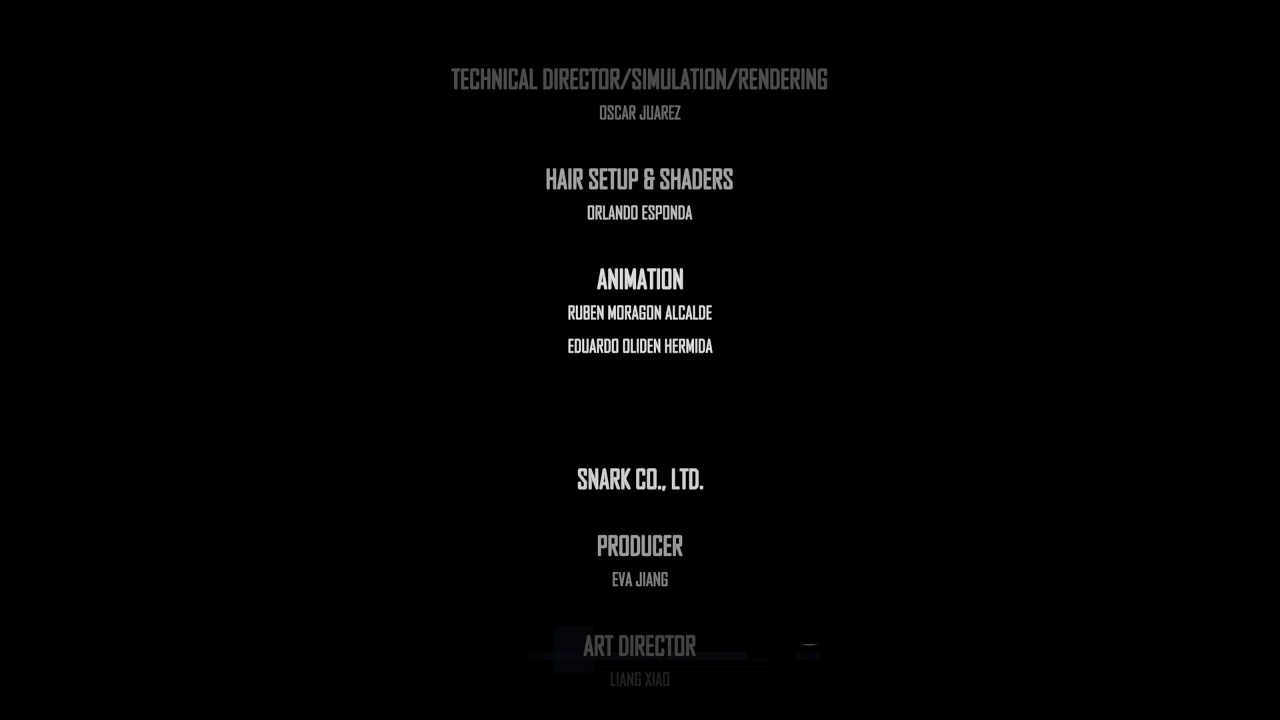 TECHNICAL DIRECTOR/SIMULATION/RENDERING
OSCAR JUAREZ
HAIR SETUP & SHADERS
ORLANDO ESPONDA
ANIMATION
RUBEN MORAGON ALCALDE
EDUARDO OLIDEN HERMIDA
SNARK CO., LTD.
PRODUCER
EVA JIANG
ART DIRECTOR
LIANG XIAO